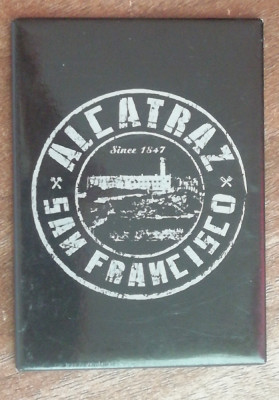 ALCATRAZ
Since 1847
SAN FRANCISCO